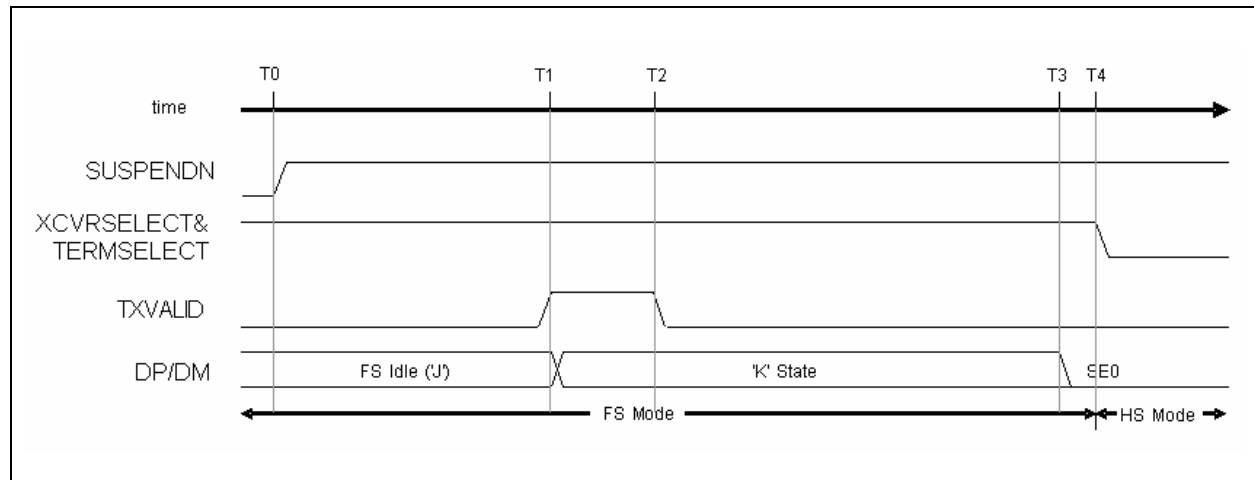 T0 T1 T2 T3 T4
time
SUSPENDN
XCVRSELECT&
TERMSELECT
TXVALID
DP/DM FS Idle ('J') 'K' State SE0
FS Mode HS Mode